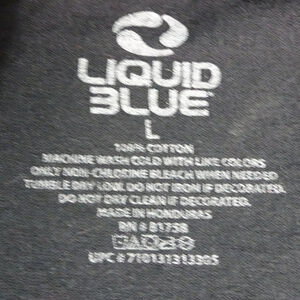 LIQUID
BLUE
L
100% COTTON
MACHINE WASH COLD WITH LIKE COLORS
ONLY NON-CHLORINE BLEACH WHEN NEEDED
TUMBLE DRY LOW. DO NOT IRON IF DECORATED.
DO NOT DRY CLEAN IF DECORATED.
MADE IN HONDURAS
RN # 81758
UPC # 710131313305